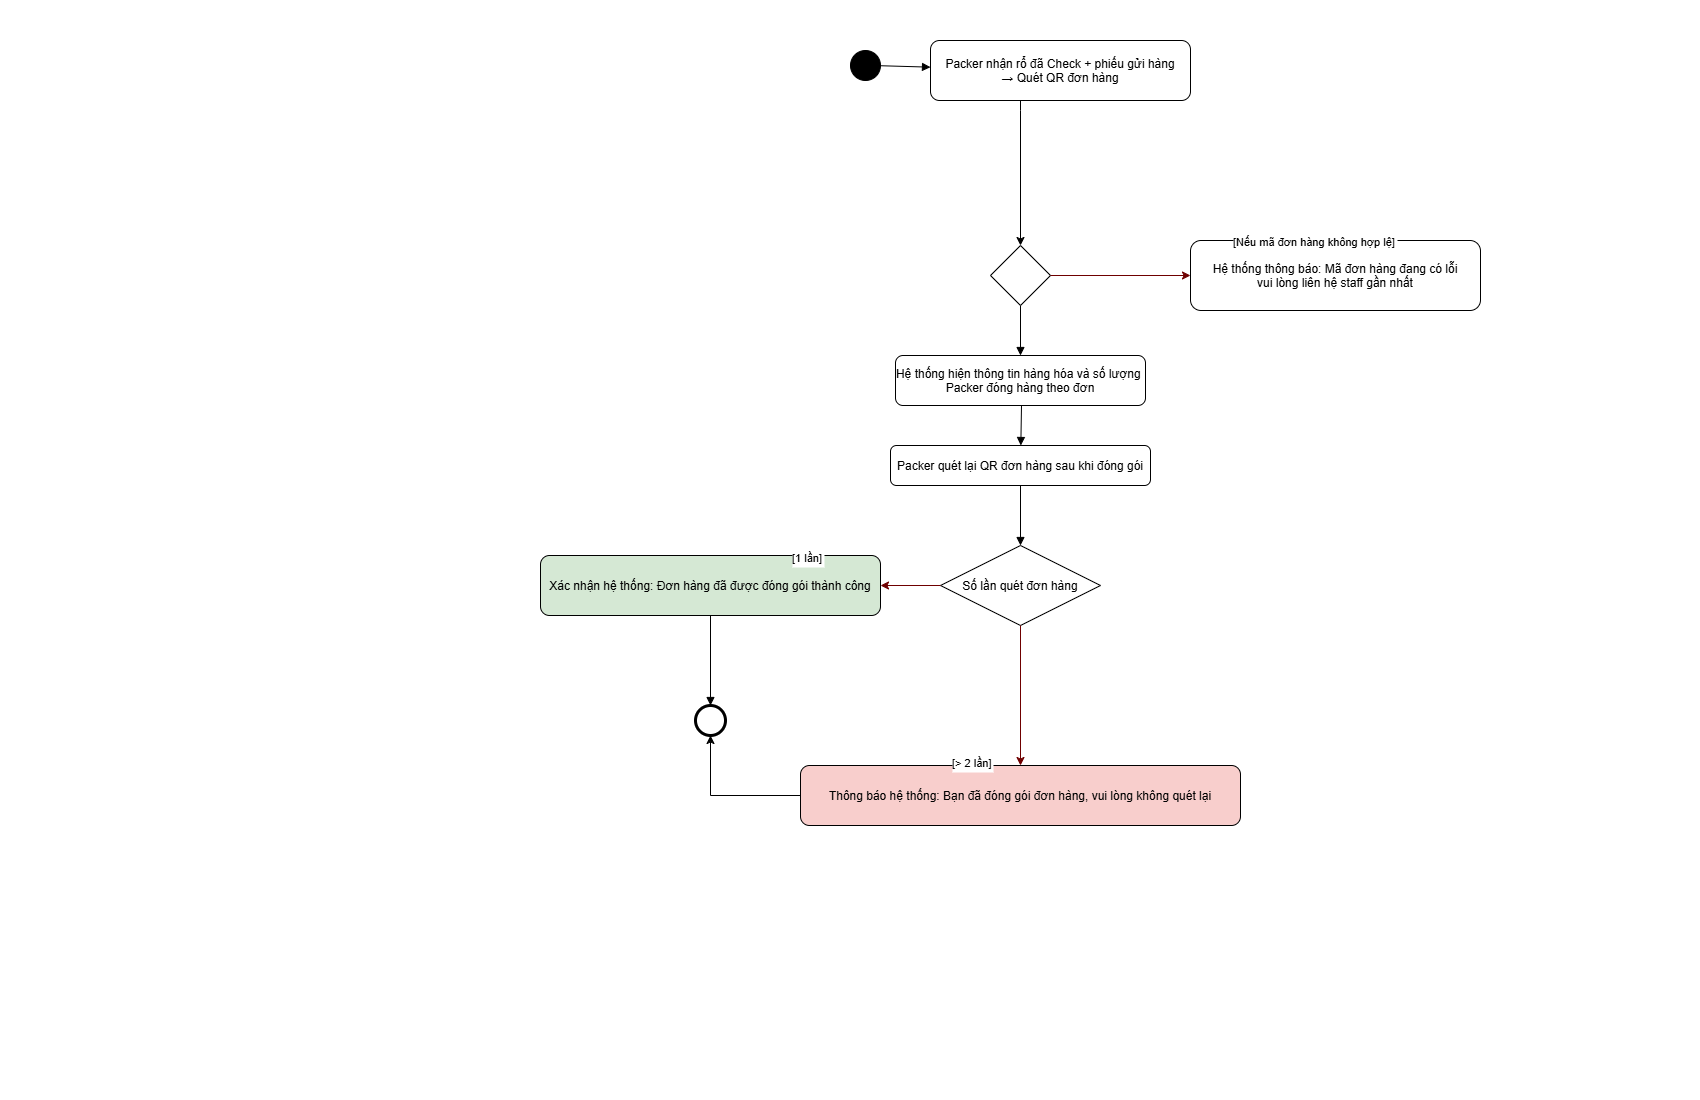 Packer nhận rổ đã Check + phiếu gửi hàng
→ Quét QR đơn hàng
[Nếu mã đơn hàng không hợp lệ]
Hệ thống thông báo: Mã đơn hàng đang có lỗi
vui lòng liên hệ staff gần nhất
Hệ thống hiện thông tin hàng hóa và số lượng
Packer đóng hàng theo đơn
Packer quét lại QR đơn hàng sau khi đóng gói
[1 lần]
Xác nhận hệ thống: Đơn hàng đã được đóng gói thành công
Số lần quét đơn hàng
[> 2 lần]
Thông báo hệ thống: Bạn đã đóng gói đơn hàng, vui lòng không quét lại